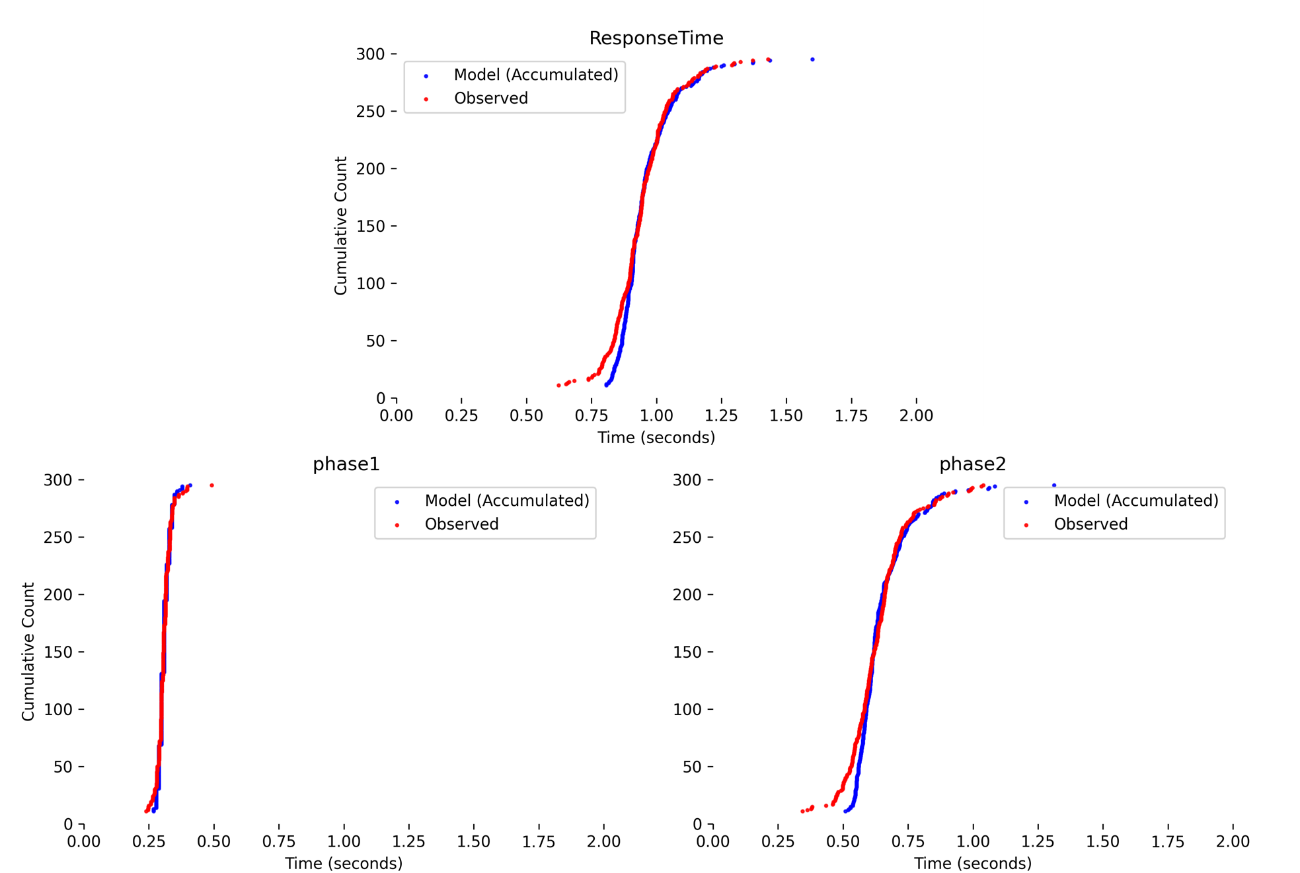 ResponseTime
300
Model (Accumulated)
Observed
250
200
150
100
50
0
Cumulative Count
0.00 0.25 0.50 0.75 1.00 1.25 1.50 1.75 2.00
Time (seconds)
phase1
300
Model (Accumulated)
Observed
250
200
150
100
50
0
Cumulative Count
0.00 0.25 0.50 0.75 1.00 1.25 1.50 1.75 2.00
Time (seconds)
phase2
300
Model (Accumulated)
Observed
250
200
150
100
50
0
0.00 0.25 0.50 0.75 1.00 1.25 1.50 1.75 2.00
Time (seconds)